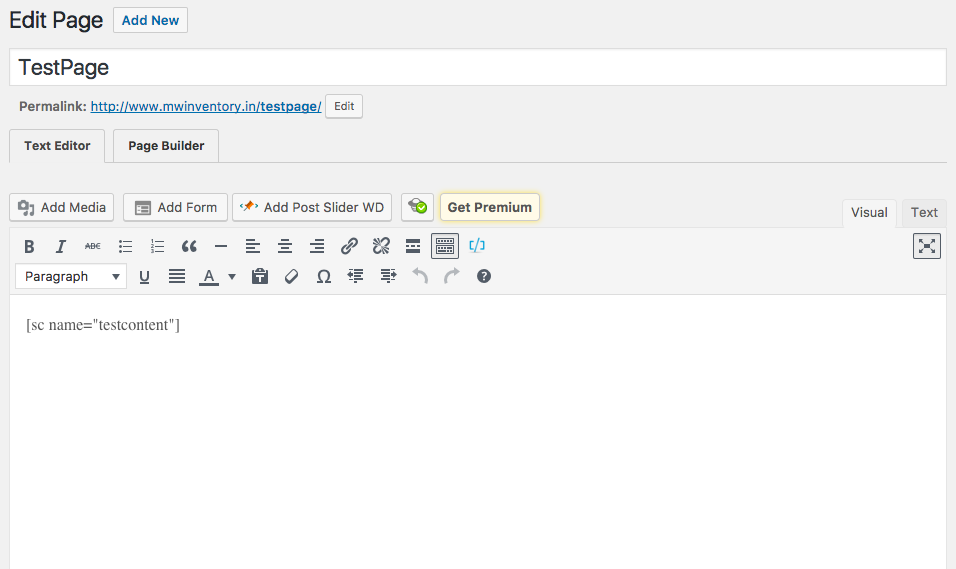 Edit Page Add New
TestPage
Permalink: http://www.mwinventory.in/testpage/ Edit
Text Editor Page Builder
Add Media Add Form Add Post Slider WD Get Premium
Visual Text
B I ABC
Paragraph U A Ω ?
[sc name="testcontent"]